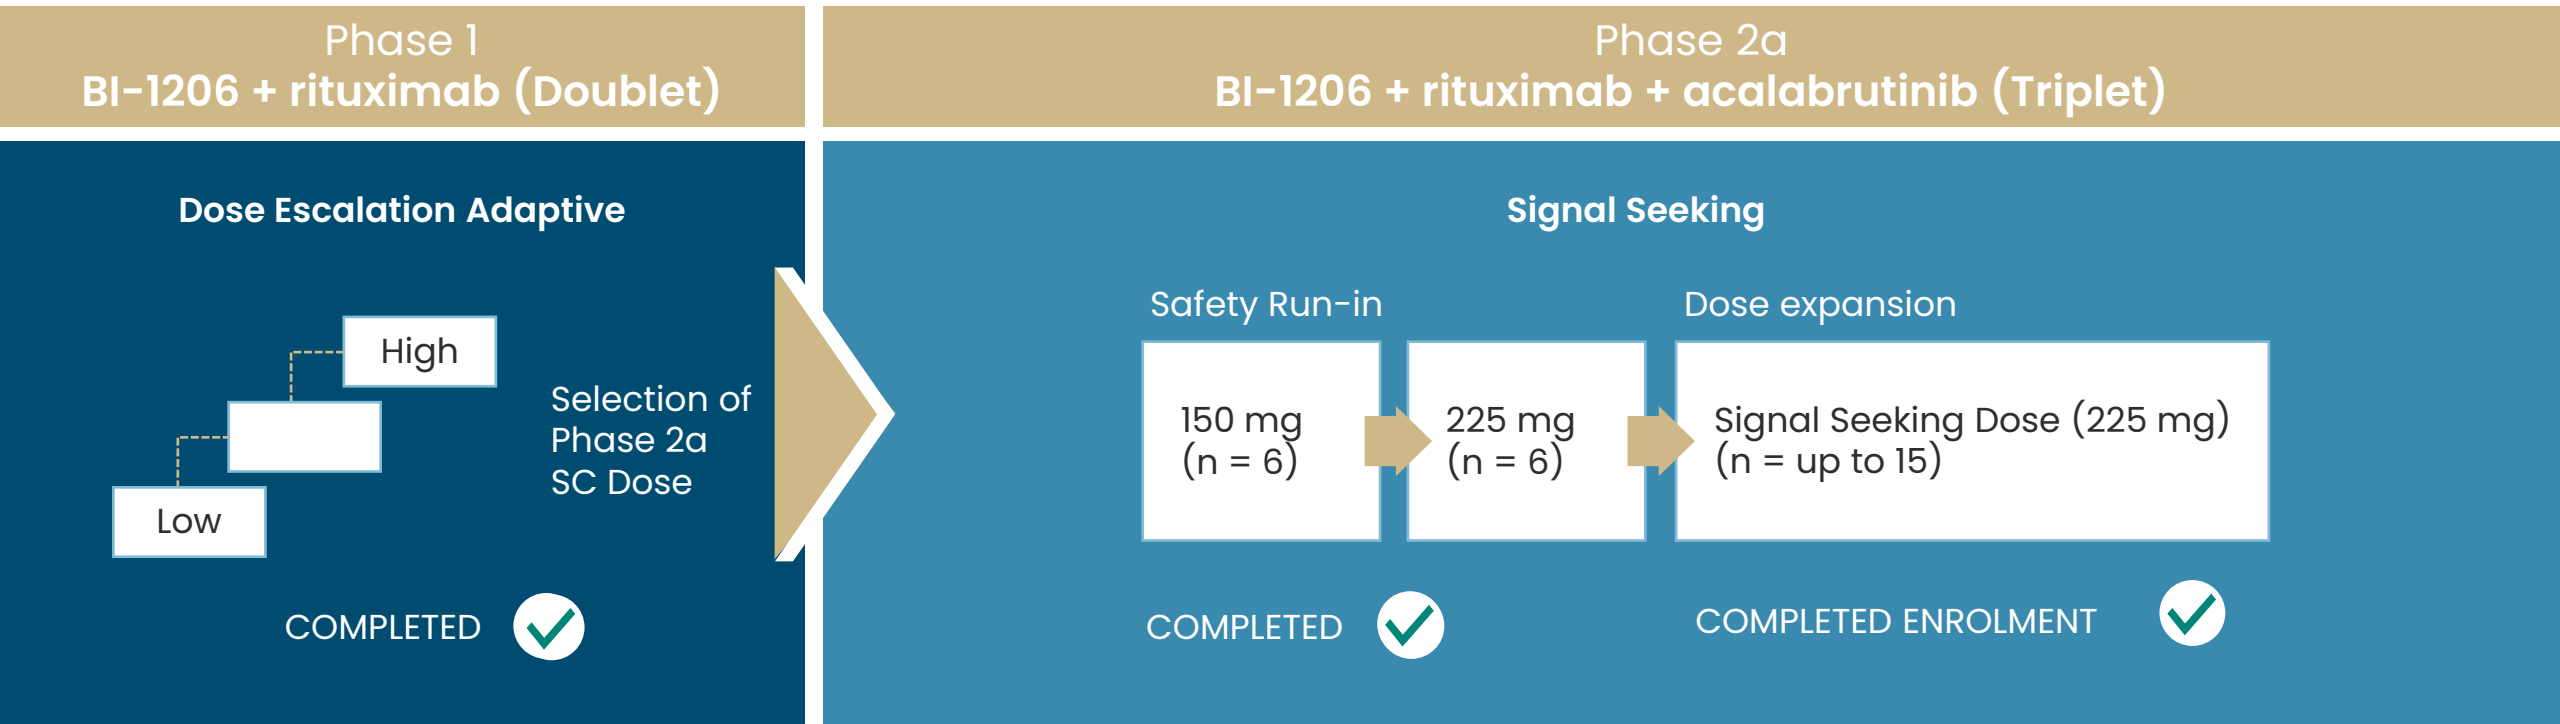 Phase 1
BI-1206 + rituximab (Doublet)
Dose Escalation Adaptive
High
Low
Selection of
Phase 2a
SC Dose
COMPLETED
Phase 2a
BI-1206 + rituximab + acalabrutinib (Triplet)
Signal Seeking
Safety Run-in
150 mg
(n = 6)
225 mg
(n = 6)
COMPLETED
Dose expansion
Signal Seeking Dose (225 mg)
(n = up to 15)
COMPLETED ENROLMENT